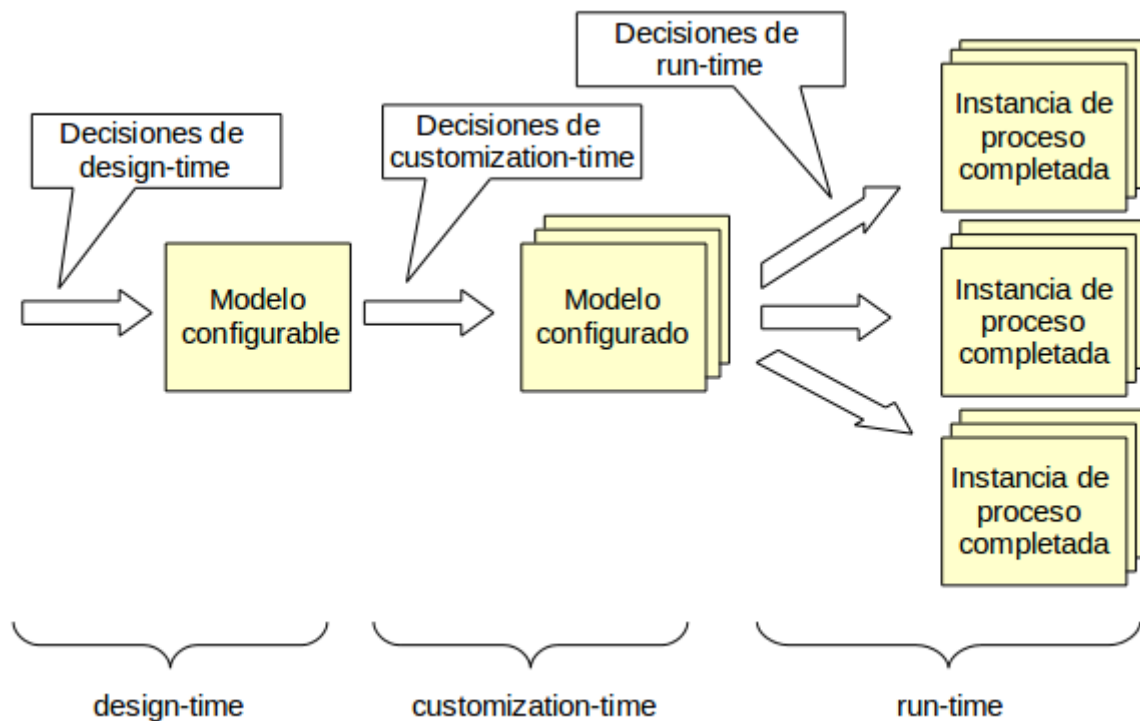 Decisiones de
design-time
Decisiones de
customization-time
Decisiones de
run-time
Modelo
configurable
Modelo
configurado
Instancia de
proceso
completada
Instancia de
proceso
completada
Instancia de
proceso
completada
design-time
customization-time
run-time